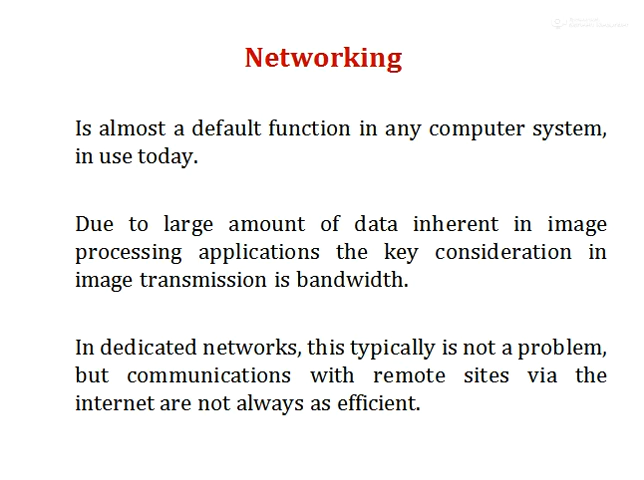 Networking
Is almost a default function in any computer system,
in use today.
Due to large amount of data inherent in image
processing applications the key consideration in
image transmission is bandwidth.
In dedicated networks, this typically is not a problem,
but communications with remote sites via the
internet are not always as efficient.